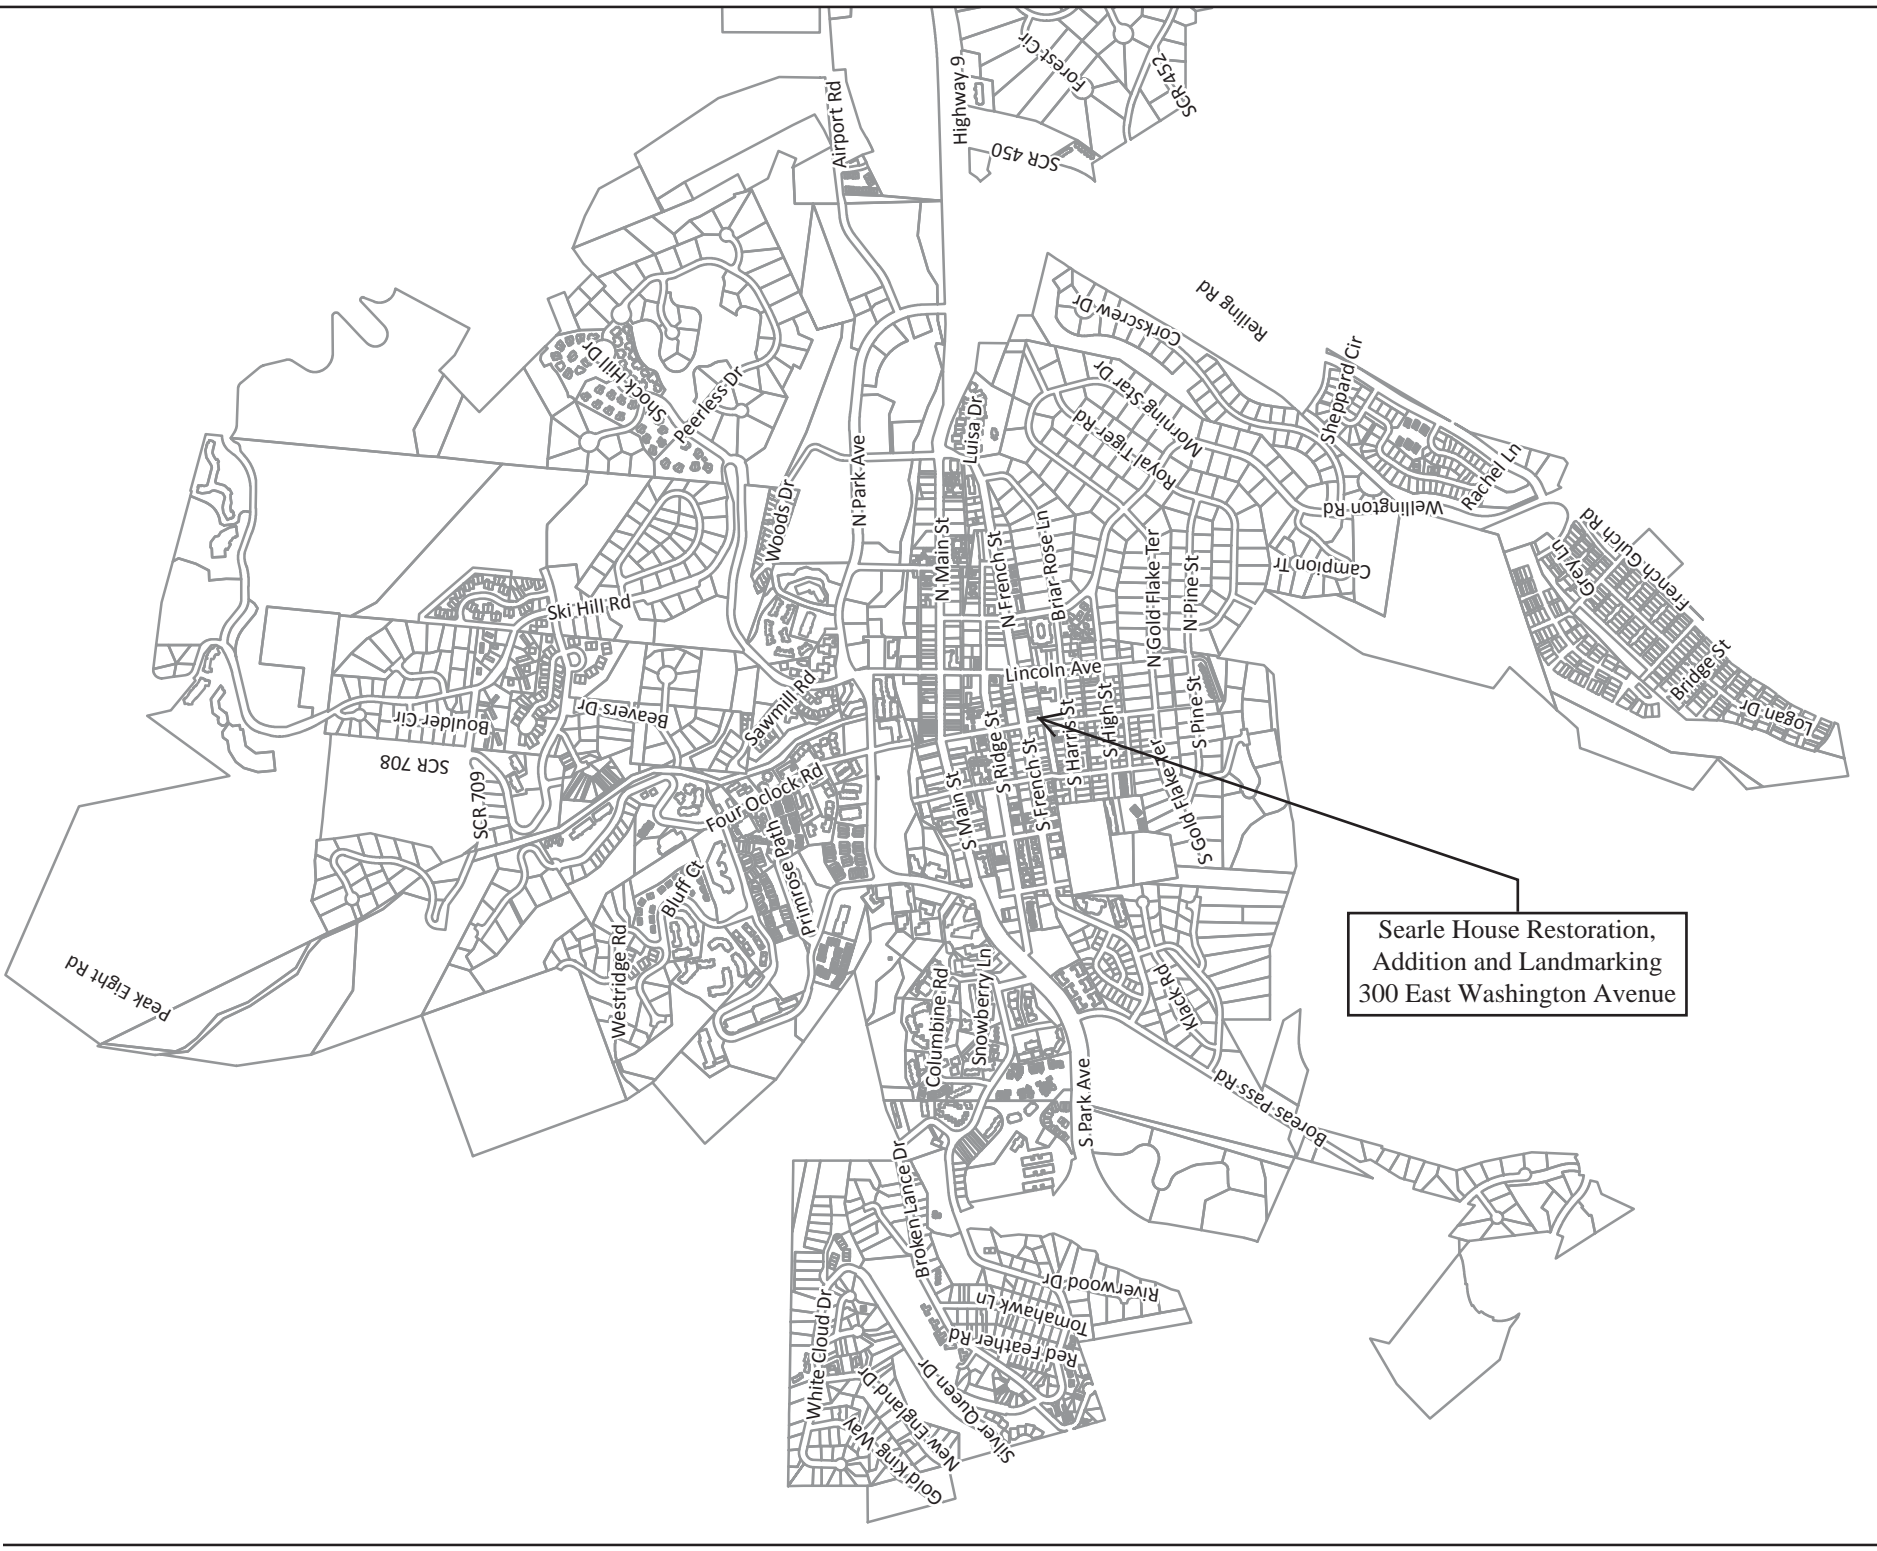 Highway 9
Forest Cir
SCR 452
Airport Rd
SCR 450
Reiling Rd
Corkscrew Dr
Shock Hill Dr
Peerless Dr
Luisa Dr
Morning Star Dr
Royal Tiger Rd
Sheppard Cir
Rachel Ln
Wellington Rd
N Park Ave
Woods Dr
N Main St
N French St
Briar Rose Ln
N Gold Flake Ter
N Pine St
Campion Tr
Grey Ln
French Gulch Rd
Bridge St
Logan Dr
Ski Hill Rd
Lincoln Ave
Boulder Cir
Beavers Dr
Sawmill Rd
S Ridge St
S Harris St
S High St
S Pine St
SCR 708
SCR 709
Four Oclock Rd
S Main St
S French St
S Gold Flake Ter
Primrose Path
Bluff Ct
Westridge Rd
Peak Eight Rd
Columbine Rd
Snowberry Ln
Klack Rd
Searle House Restoration,
Addition and Landmarking
300 East Washington Avenue
S Park Ave
Boreas Pass Rd
Broken Lance Dr
Riverwood Dr
Tomahawk Ln
Red Feather Rd
White Cloud Dr
Silver Queen Dr
New England Dr
Gold King Way